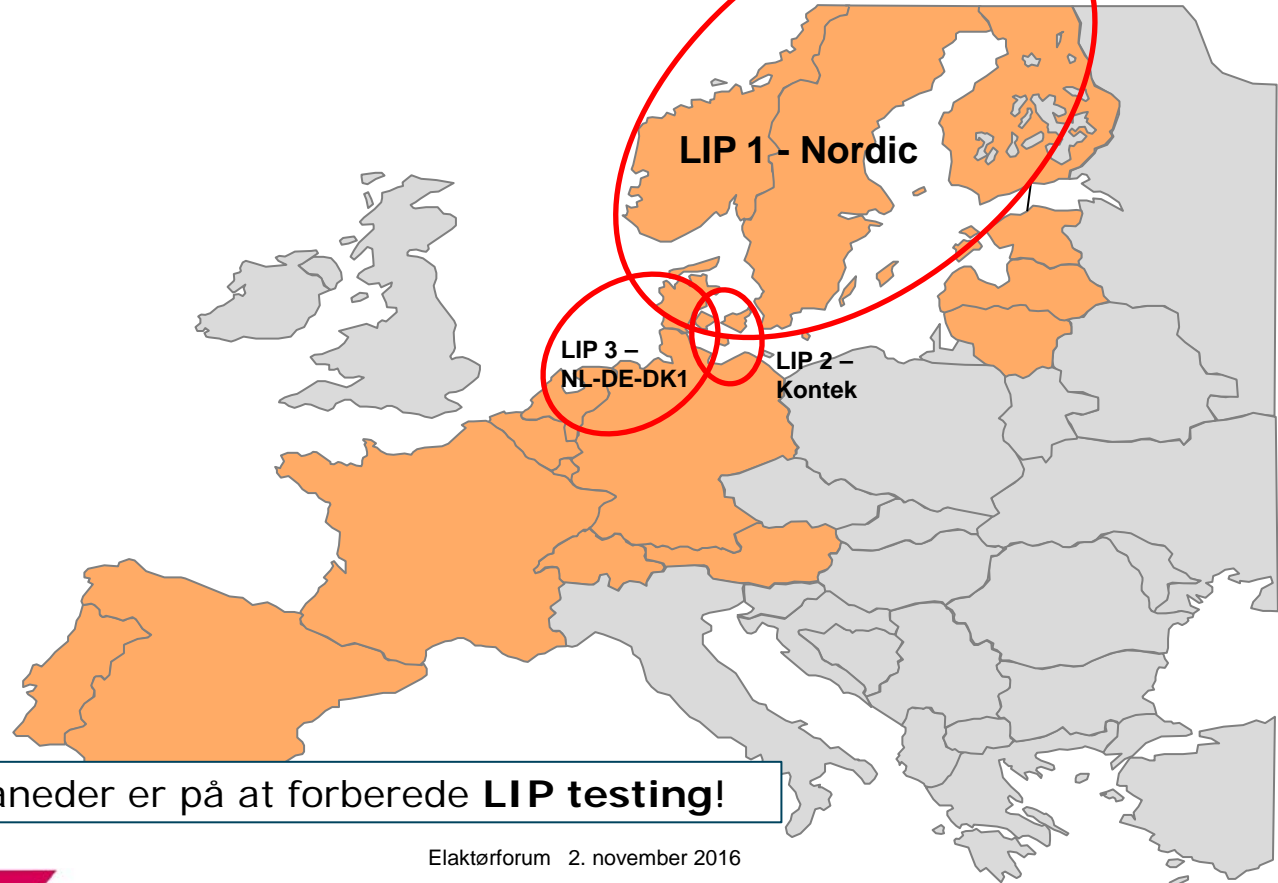 LIP 1 - Nordic
LIP 3 –
NL-DE-DK1
LIP 2 –
Kontek
er på at forberede LIP testing!
Elaktørforum 2. november 2016